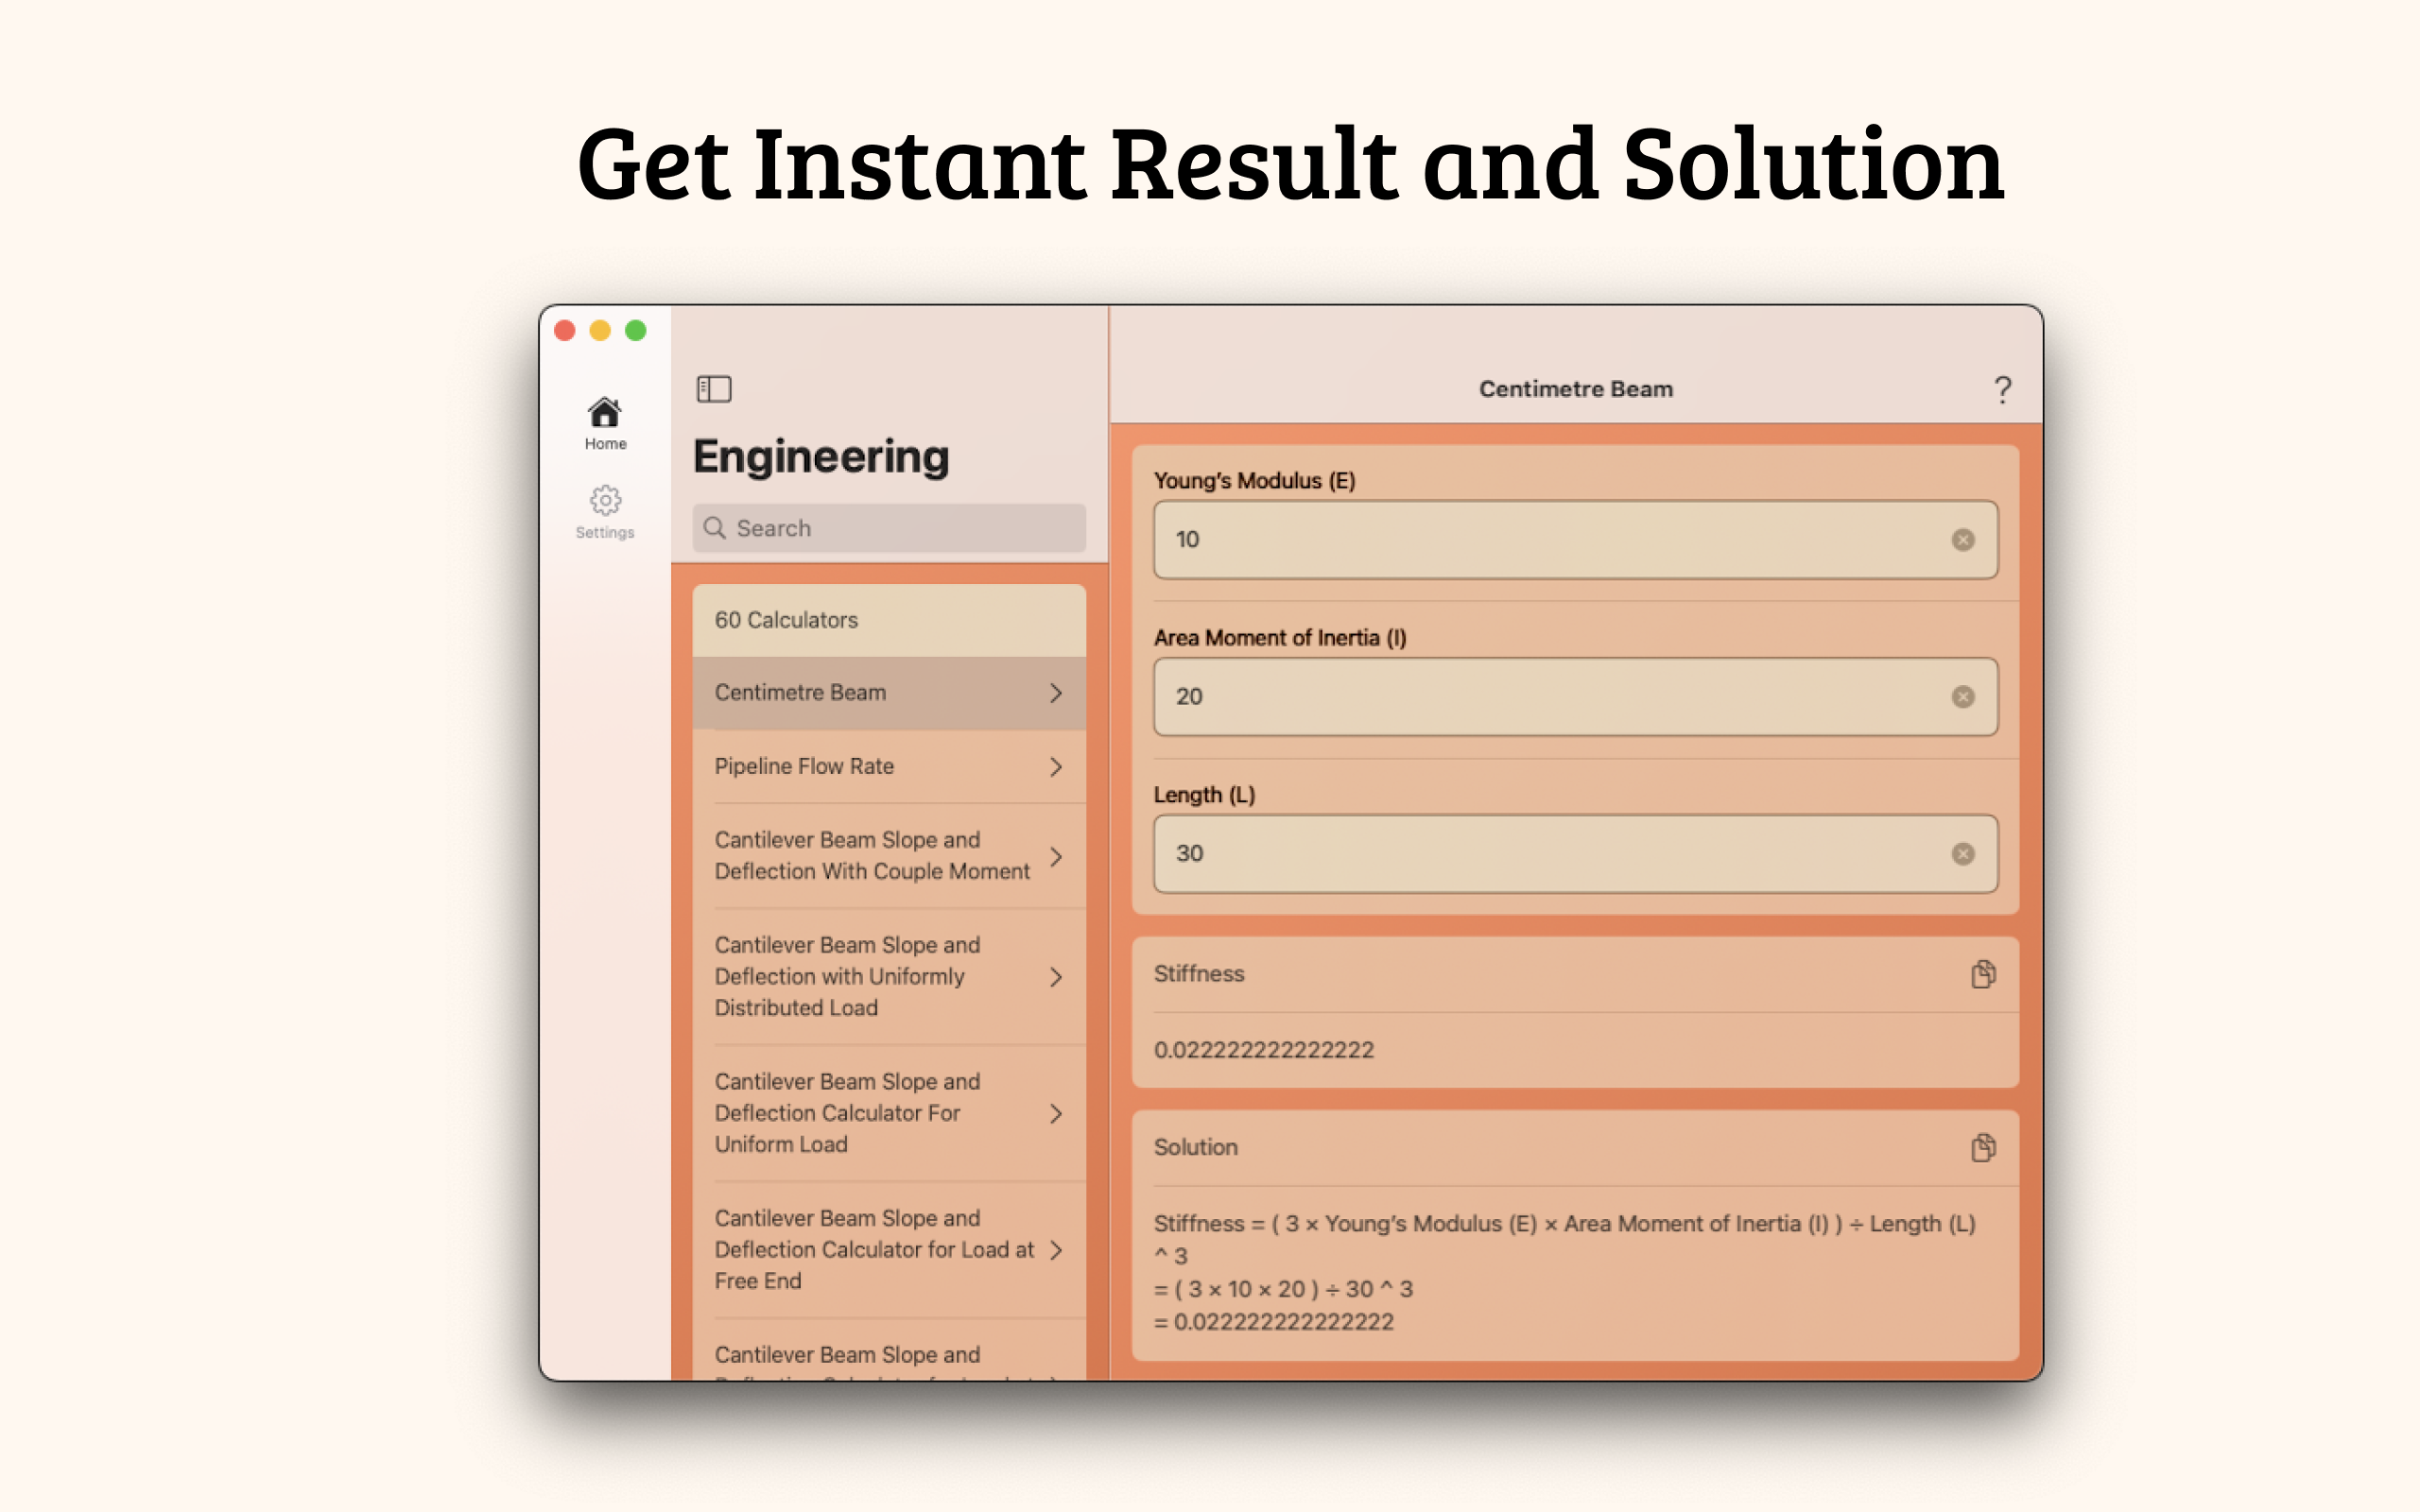 Get Instant Result and Solution
Home
Settings
Engineering
Search
60 Calculators
Centimetre Beam
Pipeline Flow Rate
Cantilever Beam Slope and
Deflection With Couple Moment
Cantilever Beam Slope and
Deflection with Uniformly
Distributed Load
Cantilever Beam Slope and
Deflection Calculator For
Uniform Load
Cantilever Beam Slope and
Deflection Calculator for Load at
Free End
Cantilever Beam Slope and
Centimetre Beam
?
Young's Modulus (E)
10
Area Moment of Inertia (I)
20
Length (L)
30
Stiffness
0.022222222222222
Solution
Stiffness = ( 3 × Young's Modulus (E) × Area Moment of Inertia (I) ) ÷ Length (L)
^ 3
= ( 3 × 10 × 20 ) ÷ 30 ^ 3
= 0.022222222222222